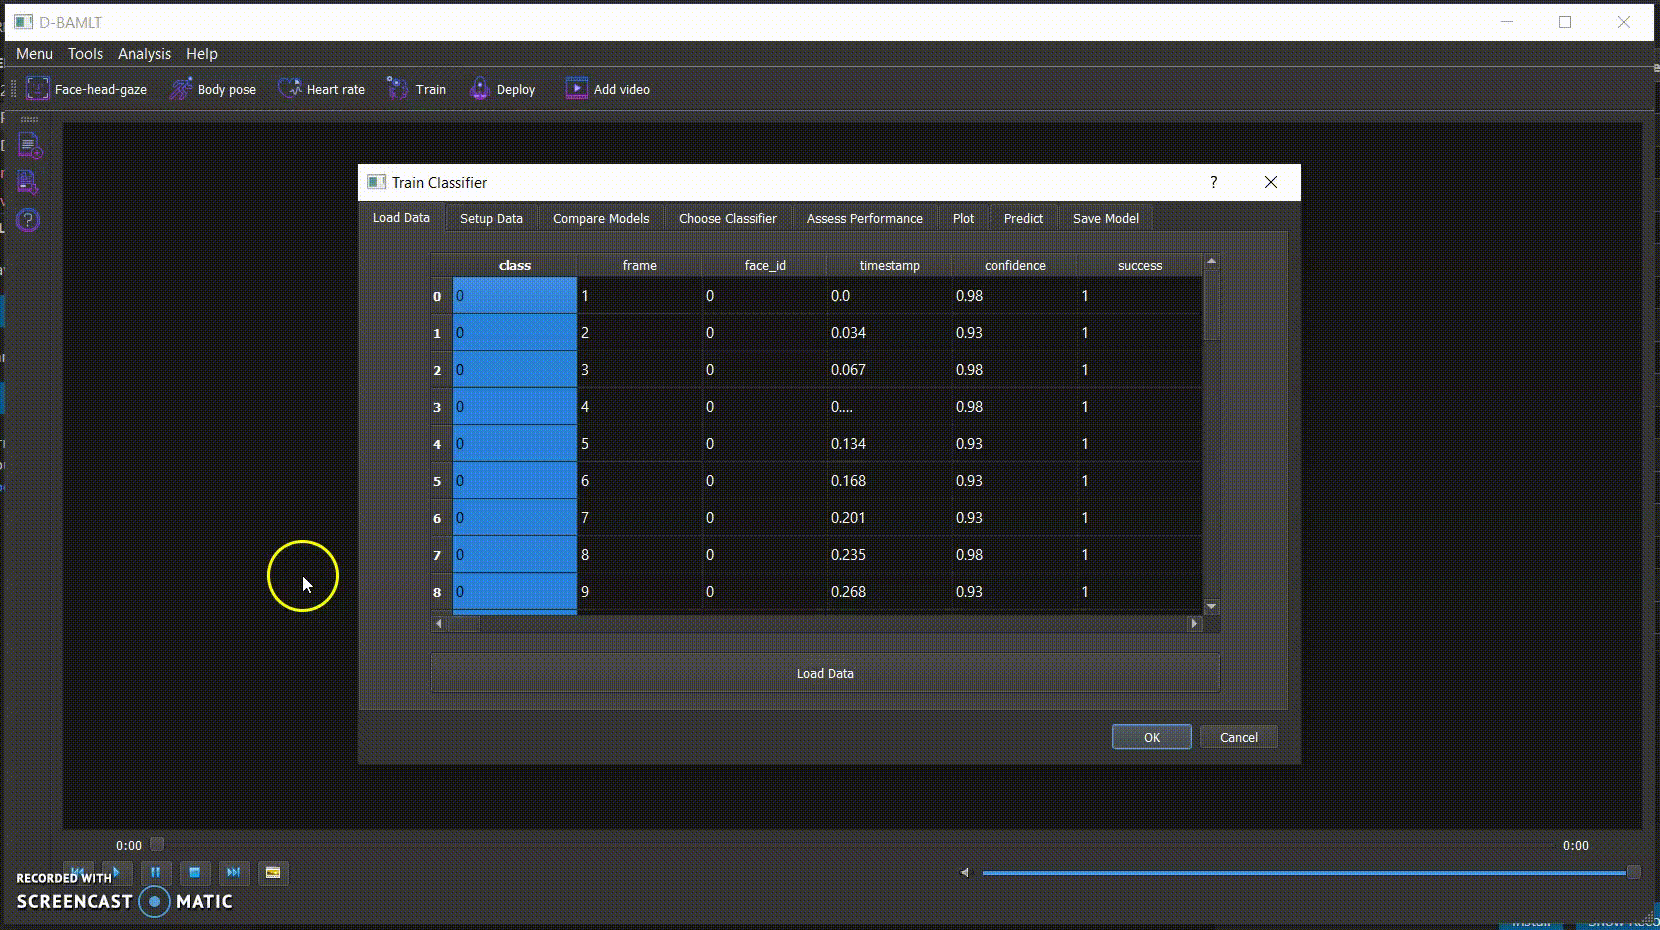 D-BAMLT
Menu Tools Analysis Help
Face-head-gaze Body pose Heart rate Train Deploy Add video
Train Classifier ?
Load Data Setup Data Compare Models Choose Classifier Assess Performance Plot Predict Save Model
class frame face_id timestamp confidence success
0 0 1 0 0.0 0.98 1
1 0 2 0 0.034 0.93 1
2 0 3 0 0.067 0.98 1
3 0 4 0 0.... 0.98 1
4 0 5 0 0.134 0.93 1
5 0 6 0 0.168 0.93 1
6 0 7 0 0.201 0.93 1
7 0 8 0 0.235 0.98 1
8 0 9 0 0.268 0.93 1
Load Data
OK Cancel
0:00 0:00
RECORDED WITH
SCREENCAST MATIC